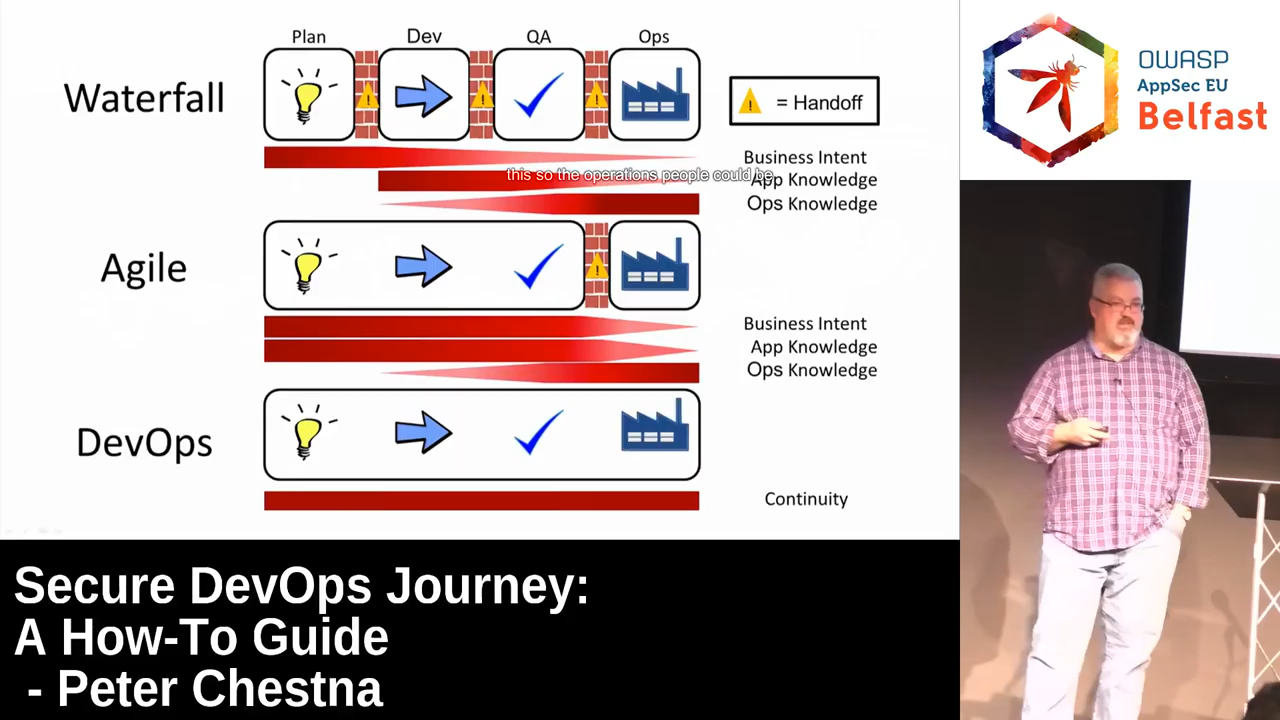 Plan Dev QA Ops
Waterfall
= Handoff
Business Intent
this so the operations people could be
App Knowledge
Ops Knowledge
Agile
Business Intent
App Knowledge
Ops Knowledge
DevOps
Continuity
OWASP
AppSec EU
Belfast
Secure DevOps Journey:
A How-To Guide
- Peter Chestna